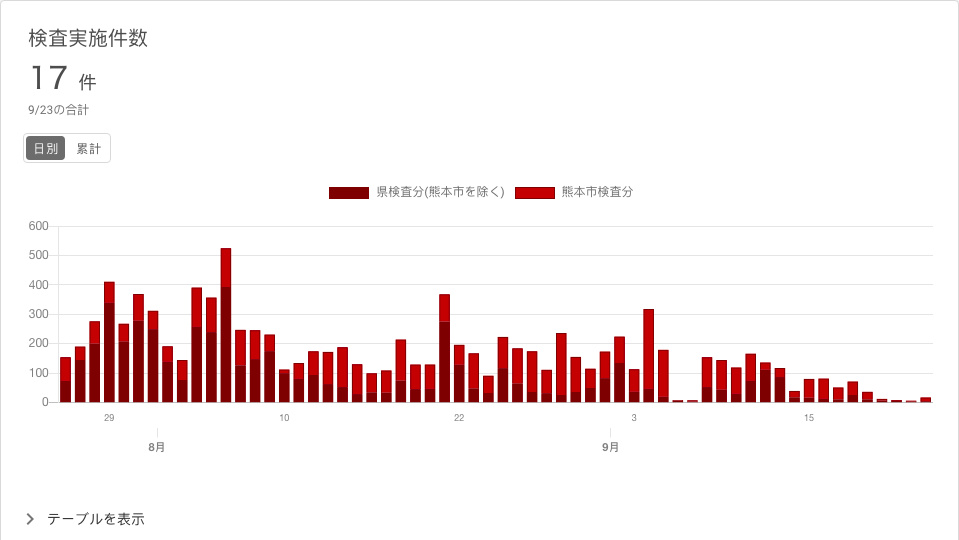 検査実施件数
17 件
9/23の合計
日別 累計
県検査分(熊本市を除く) 熊本市検査分
600
500
400
300
200
100
0
29 10 22 3 15
8月 9月
テーブルを表示